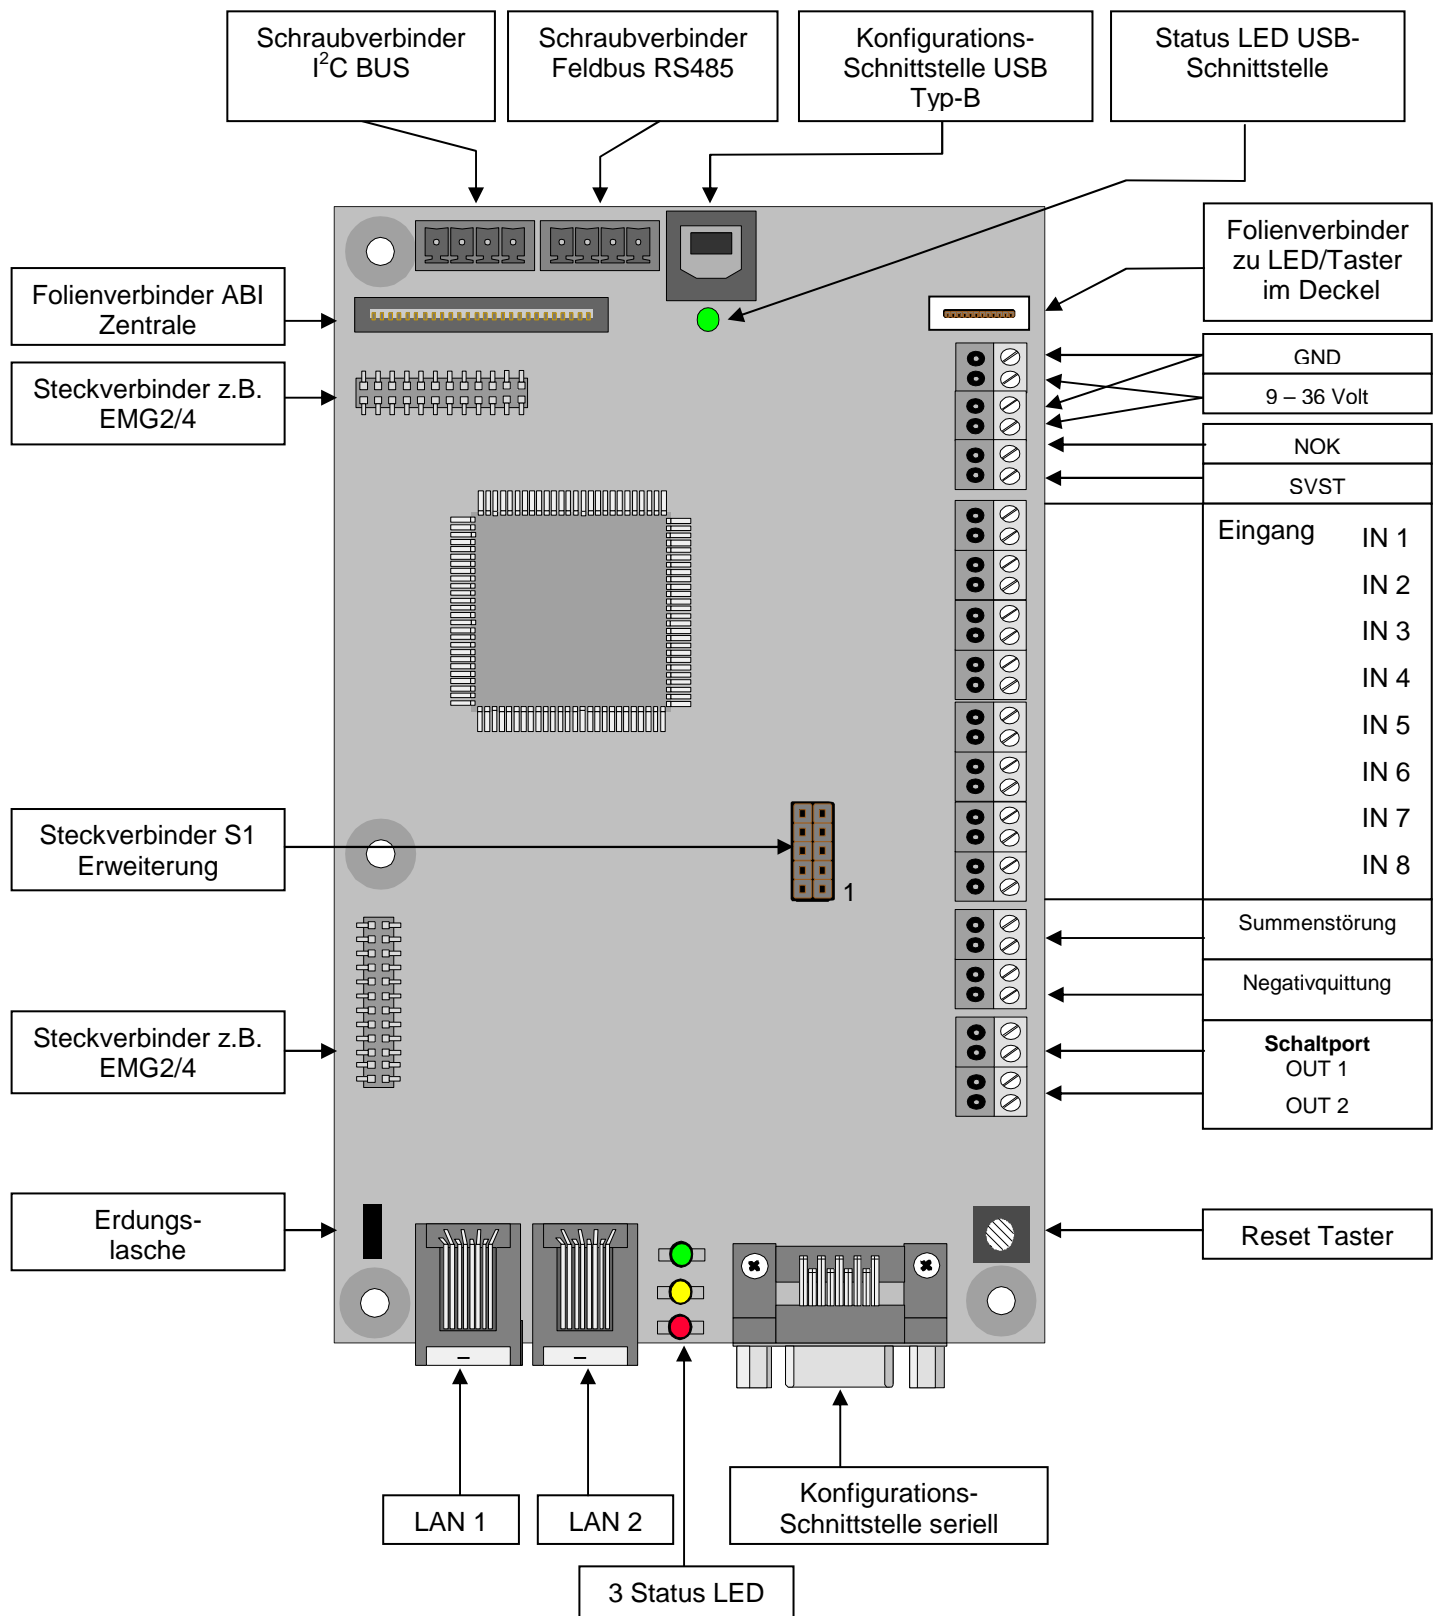 Schraubverbinder
I²C BUS
Schraubverbinder
Feldbus RS485
Konfigurations-
Schnittstelle USB
Typ-B
Status LED USB-
Schnittstelle
Folienverbinder
zu LED/Taster
im Deckel
Folienverbinder ABI
Zentrale
Steckverbinder z.B.
EMG2/4
GND
9 – 36 Volt
NOK
SVST
Eingang
IN 1
IN 2
IN 3
IN 4
IN 5
IN 6
IN 7
IN 8
Steckverbinder S1
Erweiterung
1
Summenstörung
Negativquittung
Steckverbinder z.B.
EMG2/4
Schaltport
OUT 1
OUT 2
Erdungs-
lasche
Reset Taster
LAN 1
LAN 2
Konfigurations-
Schnittstelle seriell
3 Status LED